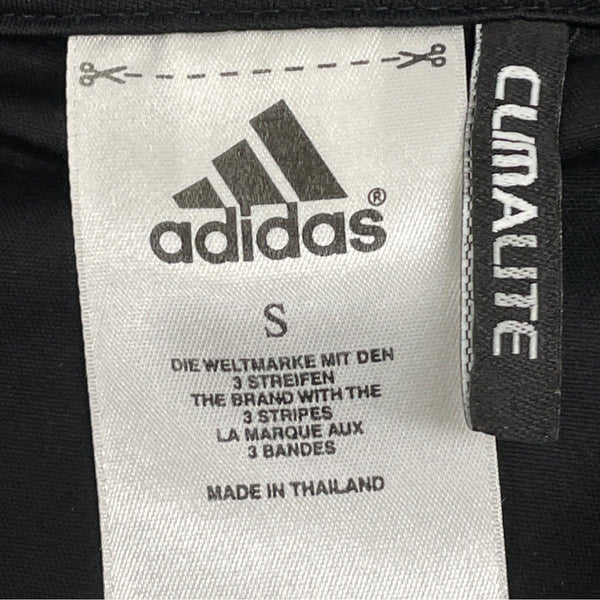 adidas®
S
DIE WELTMARKE MIT DEN
3 STREIFEN
THE BRAND WITH THE
3 STRIPES
LA MARQUE AUX
3 BANDES
MADE IN THAILAND
CLIMALITE